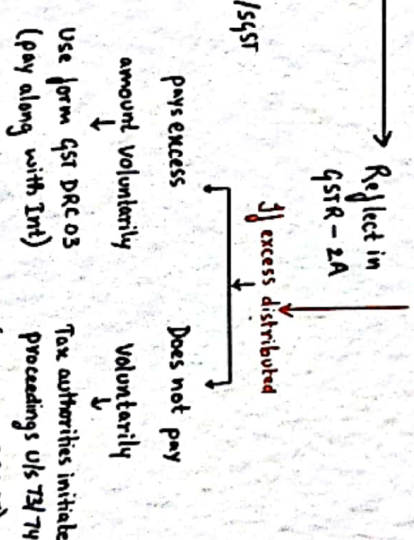 /SGST
Reflect in
GSTR-2A
If excess distributed
pays excess
amount voluntarily
Use form GST DRC 03
(pay along with Int)
Does not pay
voluntarily
Tax authorities initiate
proceedings U/s 73/74